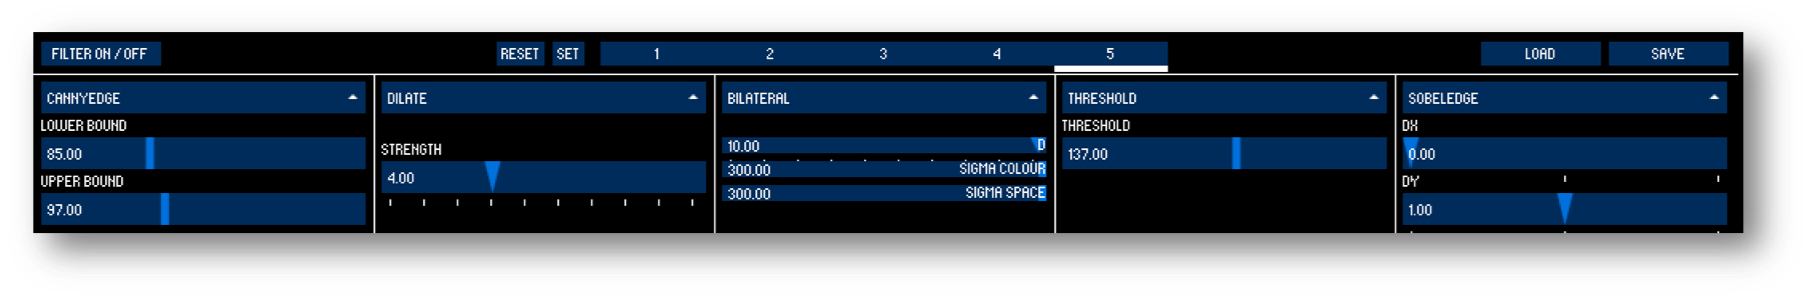 FILTER ON / OFF RESET SET 1 2 3 4 5 LOAD SAVE
CANNYEDGE DILATE BILATERAL THRESHOLD SOBELEDGE
LOWER BOUND
85.00
UPPER BOUND
97.00
STRENGTH
4.00
10.00 D
300.00 SIGMA COLOUR
300.00 SIGMA SPACE
THRESHOLD
137.00
DX
0.00
DY
1.00